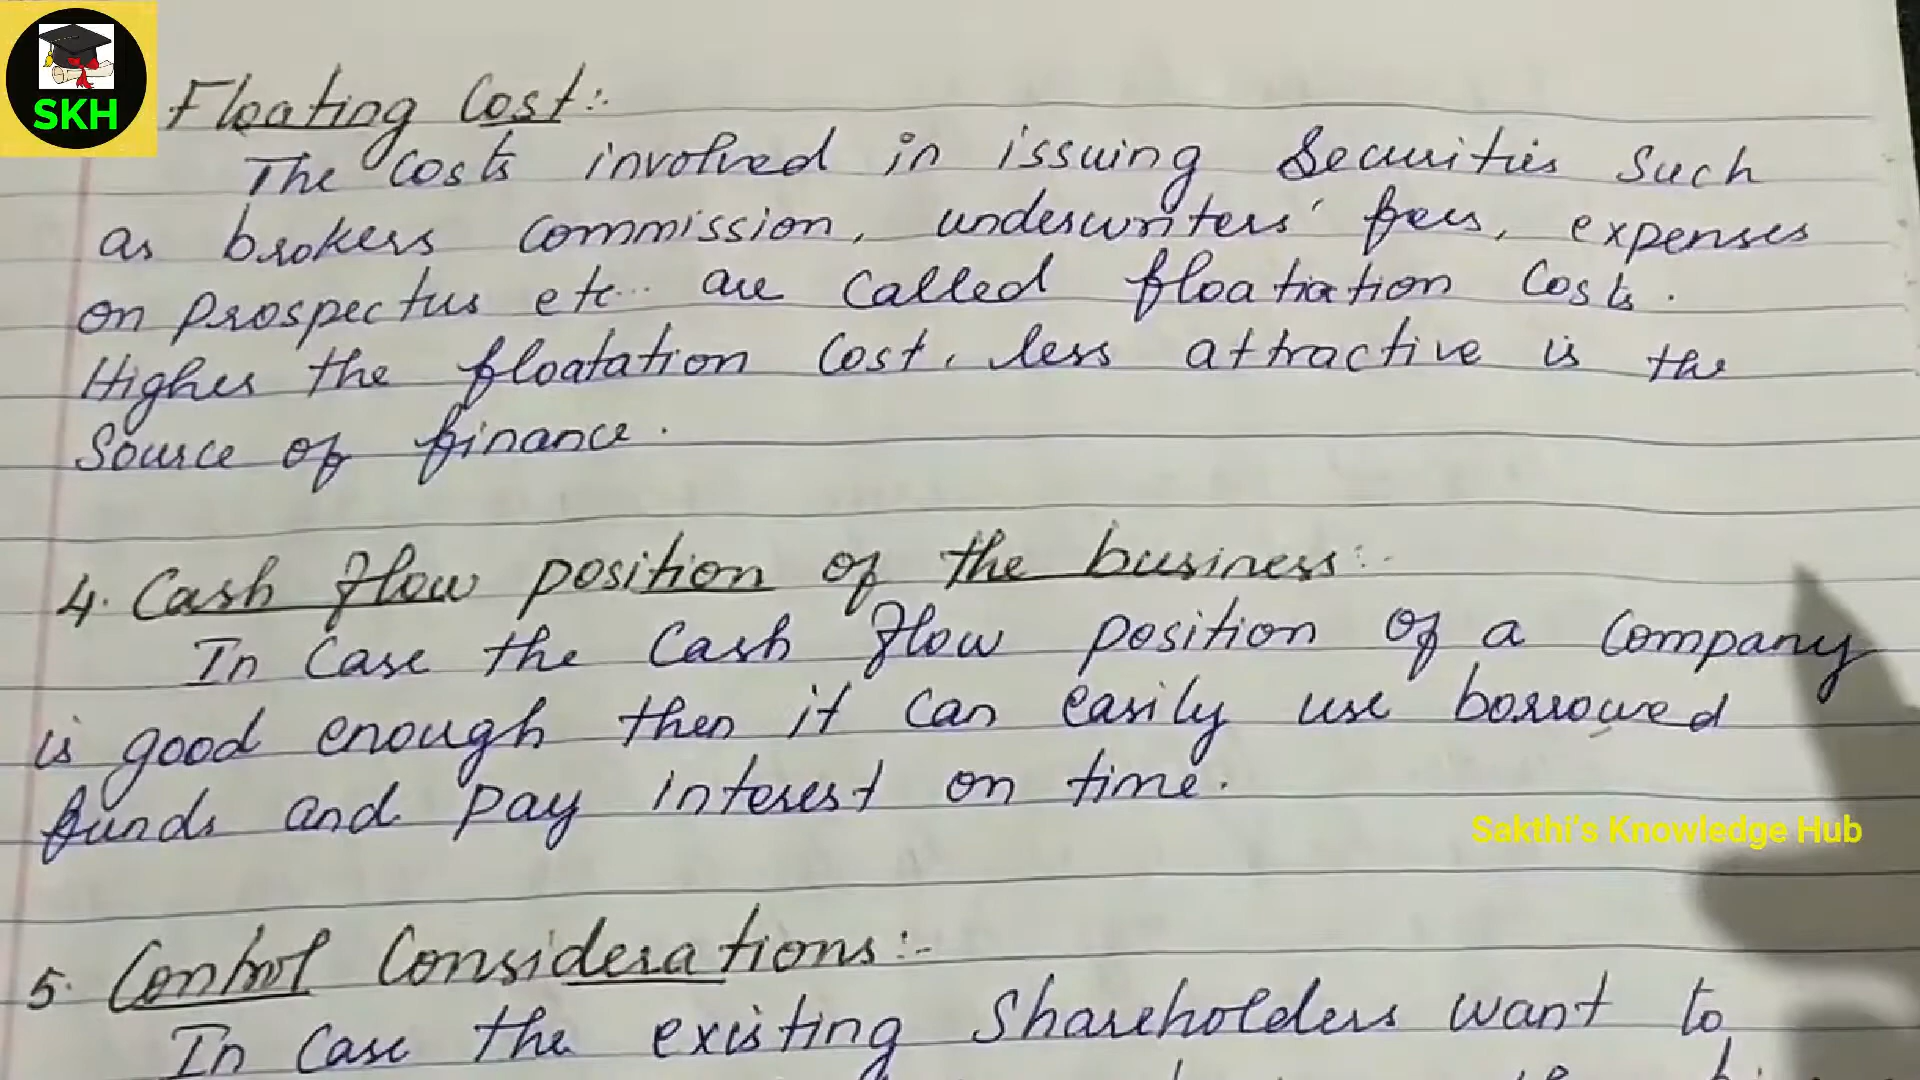 SKH
Floating Cost:-
The costs involved in issuing Securities Such
as brokers commission, underwriters' fees, expenses
on prospectus etc... are called floatiation Costs.
Higher the floatation Cost, less attractive is the
Source of finance.
4. Cash flow position of the business:-
In Case the Cash flow position of a Company
is good enough then it can easily use borrowed
funds and pay interest on time.
Sakthi's Knowledge Hub
5. Control Considerations:-
In Case the existing Shareholders want to